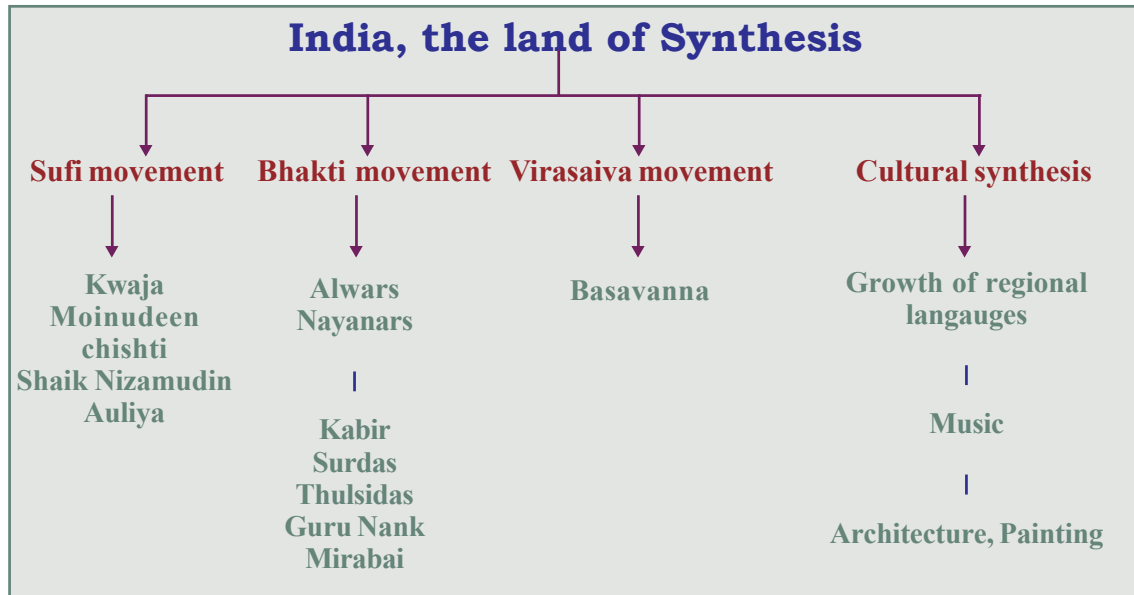 India, the land of Synthesis
Sufi movement
Bhakti movement
Virasaiva movement
Cultural synthesis
Kwaja
Moinudeen
chishti
Shaik Nizamudin
Auliya
Alwars
Nayanars
Kabir
Surdas
Thulsidas
Guru Nank
Mirabai
Basavanna
Growth of regional
langauges
Music
Architecture, Painting